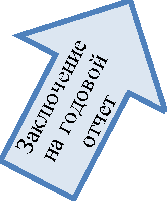 Заключение
на годовой
отчет